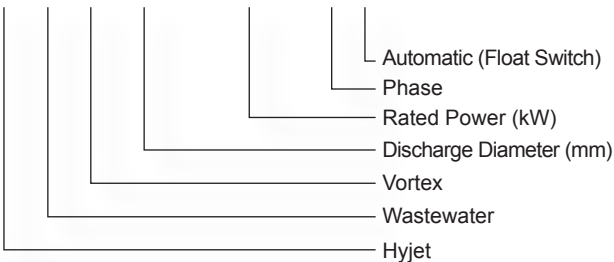 Automatic (Float Switch)
Phase
Rated Power (kW)
Discharge Diameter (mm)
Vortex
Wastewater
Hyjet